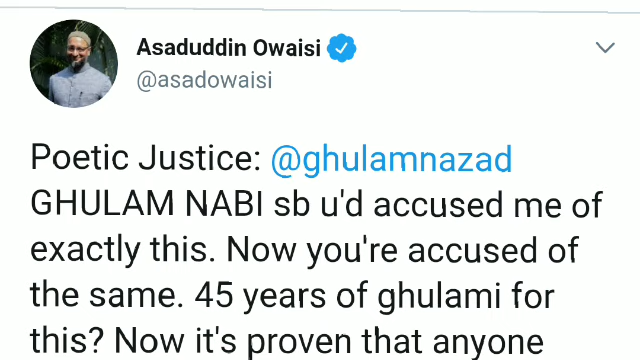 Asaduddin Owaisi
@asadowaisi
Poetic Justice: @ghulamnazad
GHULAM NABI sb u'd accused me of
exactly this. Now you're accused of
the same. 45 years of ghulami for
this? Now it's proven that anyone